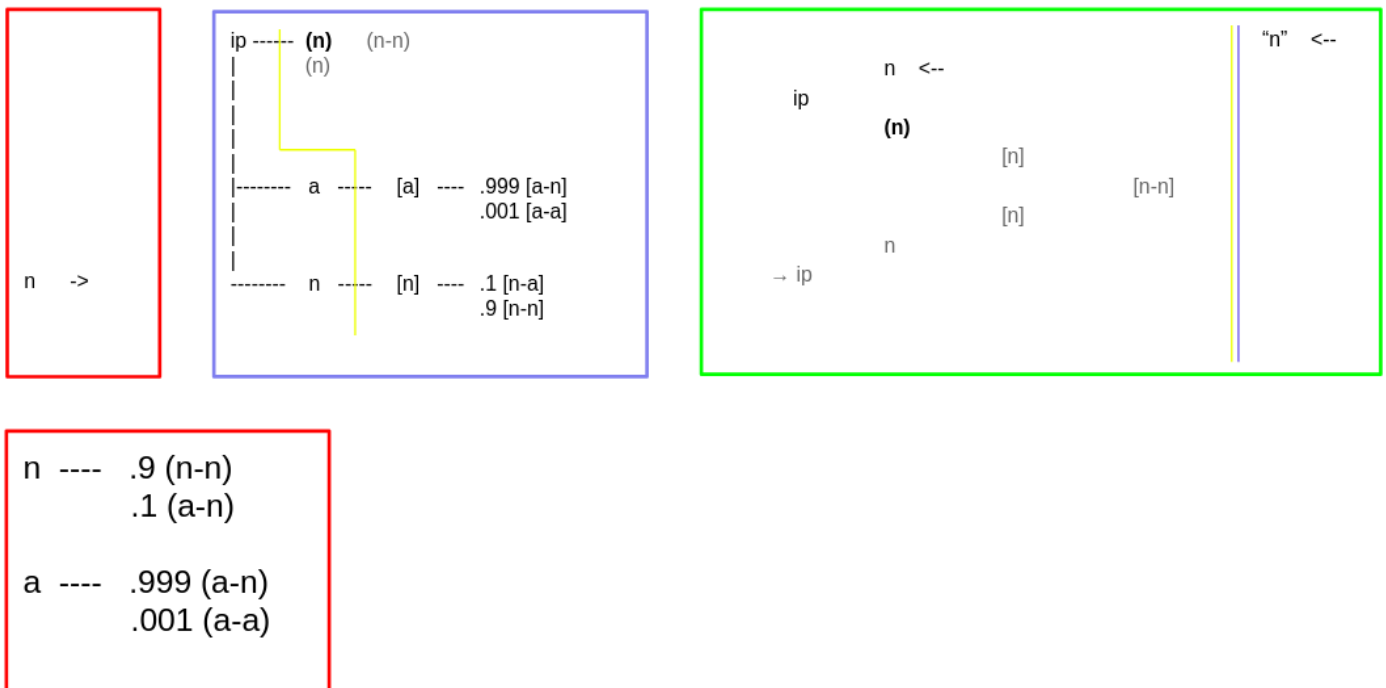 n ->
ip ------ (n) (n-n)
(n)
-------- a ----- [a] ---- .999 [a-n]
.001 [a-a]
-------- n ----- [n] ---- .1 [n-a]
.9 [n-n]
“n” <--
n <--
ip
(n)
[n]
[n-n]
[n]
n
→ ip
n ---- .9 (n-n)
.1 (a-n)
a ---- .999 (a-n)
.001 (a-a)